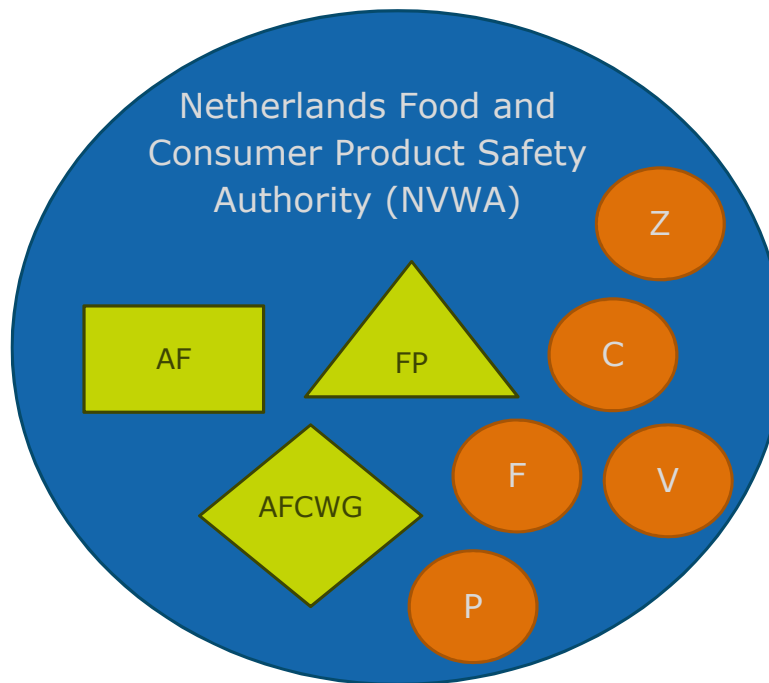 Netherlands Food and
Consumer Product Safety
Authority (NVWA)
Z
AF
FP
C
AFCWG
F
V
P